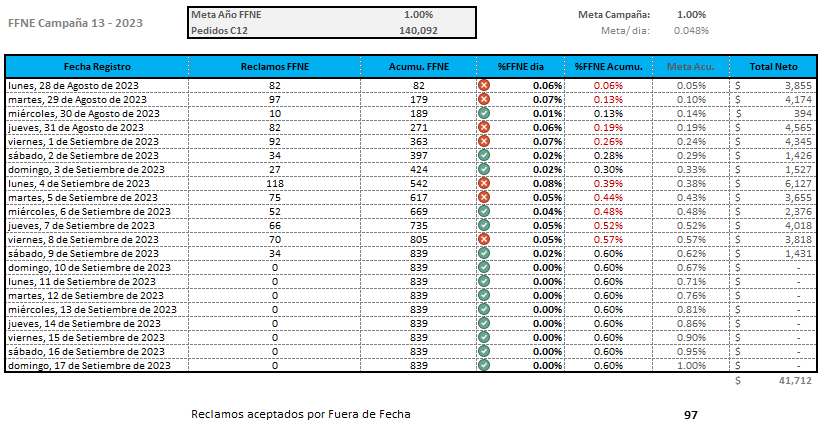 FFNE Campaña 13 - 2023
Meta Año FFNE 1.00%
Pedidos C12 140,092
Meta Campaña: 1.00%
Meta/ dia: 0.048%
Fecha Registro Reclamos FFNE Acumu. FFNE %FFNE dia %FFNE Acumu. Meta Acu. Total Neto
lunes, 28 de Agosto de 2023 82 82 0.06% 0.06% 0.05% $ 3,855
martes, 29 de Agosto de 2023 97 179 0.07% 0.13% 0.10% $ 4,174
miércoles, 30 de Agosto de 2023 10 189 0.01% 0.13% 0.14% $ 394
jueves, 31 de Agosto de 2023 82 271 0.06% 0.19% 0.19% $ 4,565
viernes, 1 de Setiembre de 2023 92 363 0.07% 0.26% 0.24% $ 4,345
sábado, 2 de Setiembre de 2023 34 397 0.02% 0.28% 0.29% $ 1,426
domingo, 3 de Setiembre de 2023 27 424 0.02% 0.30% 0.33% $ 1,527
lunes, 4 de Setiembre de 2023 118 542 0.08% 0.39% 0.38% $ 6,127
martes, 5 de Setiembre de 2023 75 617 0.05% 0.44% 0.43% $ 3,655
miércoles, 6 de Setiembre de 2023 52 669 0.04% 0.48% 0.48% $ 2,376
jueves, 7 de Setiembre de 2023 66 735 0.05% 0.52% 0.52% $ 4,018
viernes, 8 de Setiembre de 2023 70 805 0.05% 0.57% 0.57% $ 3,818
sábado, 9 de Setiembre de 2023 34 839 0.02% 0.60% 0.62% $ 1,431
domingo, 10 de Setiembre de 2023 0 839 0.00% 0.60% 0.67% $ -
lunes, 11 de Setiembre de 2023 0 839 0.00% 0.60% 0.71% $ -
martes, 12 de Setiembre de 2023 0 839 0.00% 0.60% 0.76% $ -
miércoles, 13 de Setiembre de 2023 0 839 0.00% 0.60% 0.81% $ -
jueves, 14 de Setiembre de 2023 0 839 0.00% 0.60% 0.86% $ -
viernes, 15 de Setiembre de 2023 0 839 0.00% 0.60% 0.90% $ -
sábado, 16 de Setiembre de 2023 0 839 0.00% 0.60% 0.95% $ -
domingo, 17 de Setiembre de 2023 0 839 0.00% 0.60% 1.00% $ -
$ 41,712
Reclamos aceptados por Fuera de Fecha 97